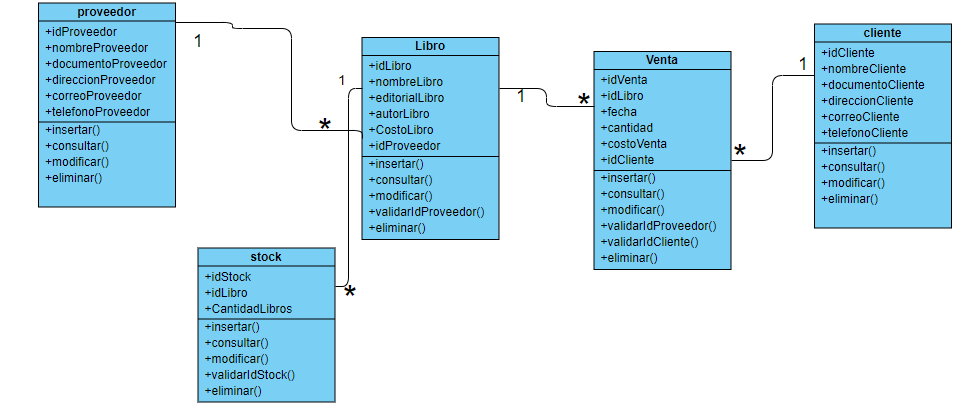 proveedor
+idProveedor
+nombreProveedor
+documentoProveedor
+direccionProveedor
+correoProveedor
+telefonoProveedor
+insertar()
+consultar()
+modificar()
+eliminar()
1
*
Libro
+idLibro
+nombreLibro
+editorialLibro
+autorLibro
+CostoLibro
+idProveedor
+insertar()
+consultar()
+modificar()
+validarIdProveedor()
+eliminar()
1
*
stock
+idStock
+idLibro
+CantidadLibros
+insertar()
+consultar()
+modificar()
+validarIdStock()
+eliminar()
1
*
Venta
+idVenta
+idLibro
+fecha
+cantidad
+costoVenta
+idCliente
+insertar()
+consultar()
+modificar()
+validarIdProveedor()
+validarIdCliente()
+eliminar()
*
1
cliente
+idCliente
+nombreCliente
+documentoCliente
+direccionCliente
+correoCliente
+telefonoCliente
+insertar()
+consultar()
+modificar()
+eliminar()